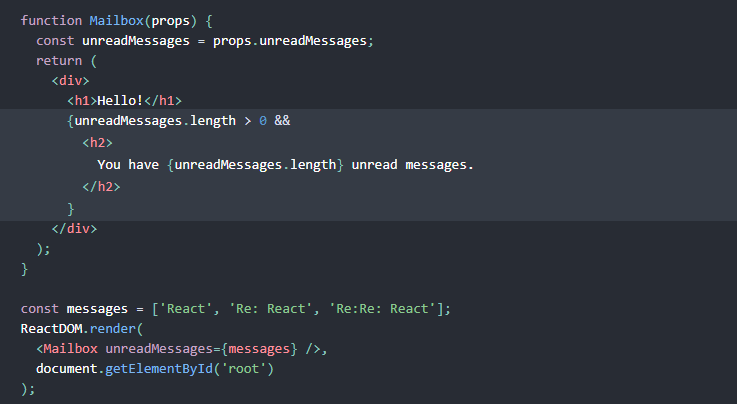 function Mailbox(props) {
  const unreadMessages = props.unreadMessages;
  return (
    <div>
      <h1>Hello!</h1>
      {unreadMessages.length > 0 &&
        <h2>
          You have {unreadMessages.length} unread messages.
        </h2>
      }
    </div>
  );
}

const messages = ['React', 'Re: React', 'Re:Re: React'];
ReactDOM.render(
  <Mailbox unreadMessages={messages} />,
  document.getElementById('root')
);